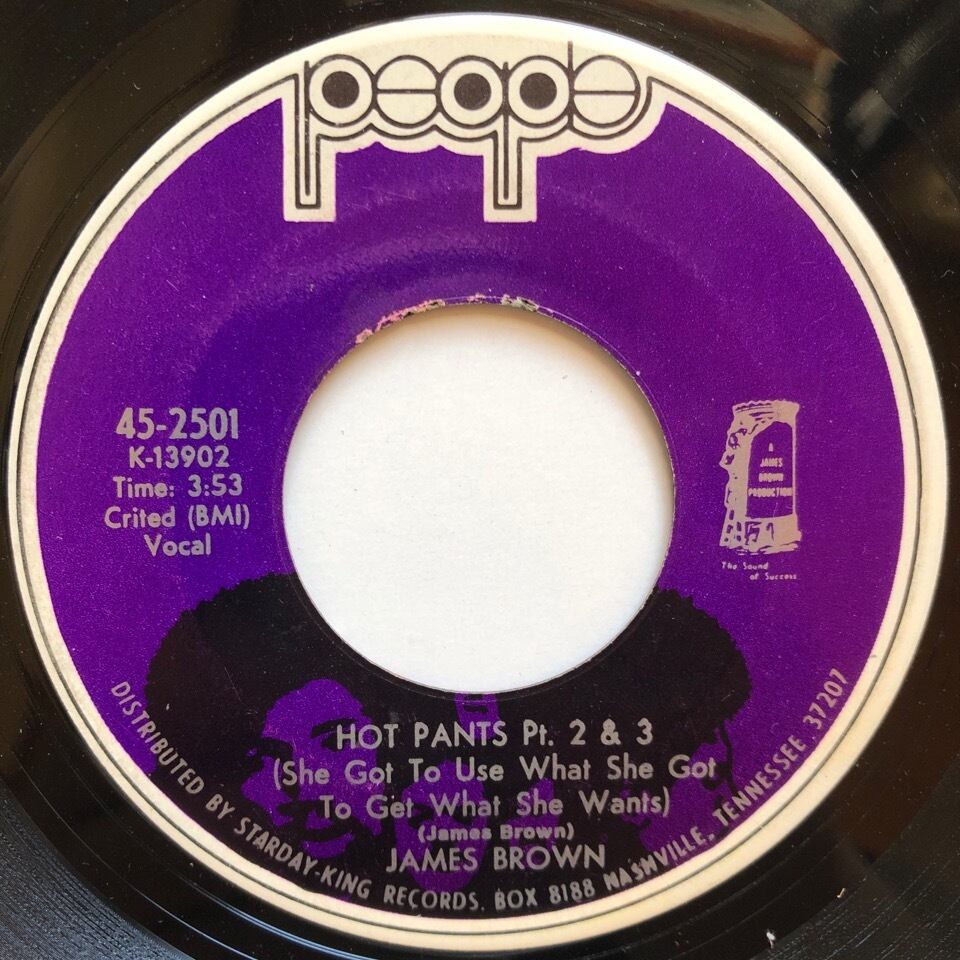 people
45-2501
K-13902
Time: 3:53
Crited (BMI)
Vocal
A
JAMES
BROWN
PRODUCTION
The Sound
of Success
HOT PANTS Pt. 2 & 3
(She Got To Use What She Got
To Get What She Wants)
(James Brown)
JAMES BROWN
DISTRIBUTED BY STARDAY-KING RECORDS, BOX 8188 NASHVILLE, TENNESSEE 37207